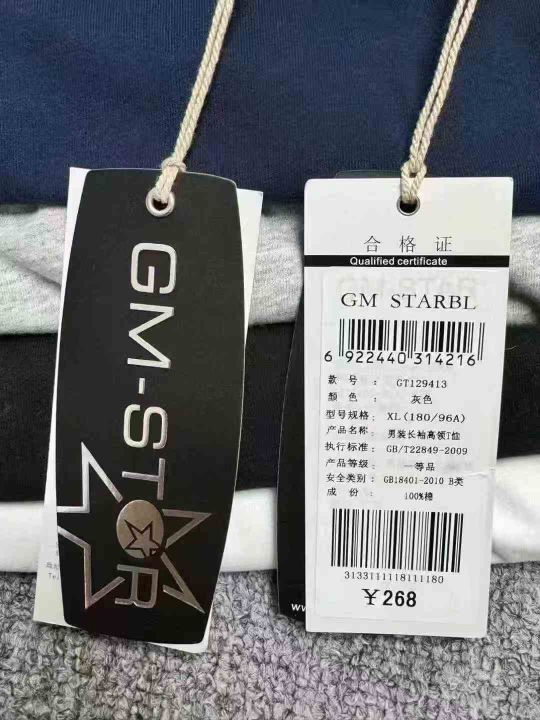 GM-STAR
合格证
Qualified certificate
GM STARBL
6 922440 314216
款号: GT129413
颜色: 灰色
型号规格: XL(180/96A)
产品名称: 男装长袖高领T恤
执行标准: GB/T22849-2009
产品等级: 一等品
安全类别: GB18401-2010 B类
成份: 100%棉
3133111118111180
¥268
www